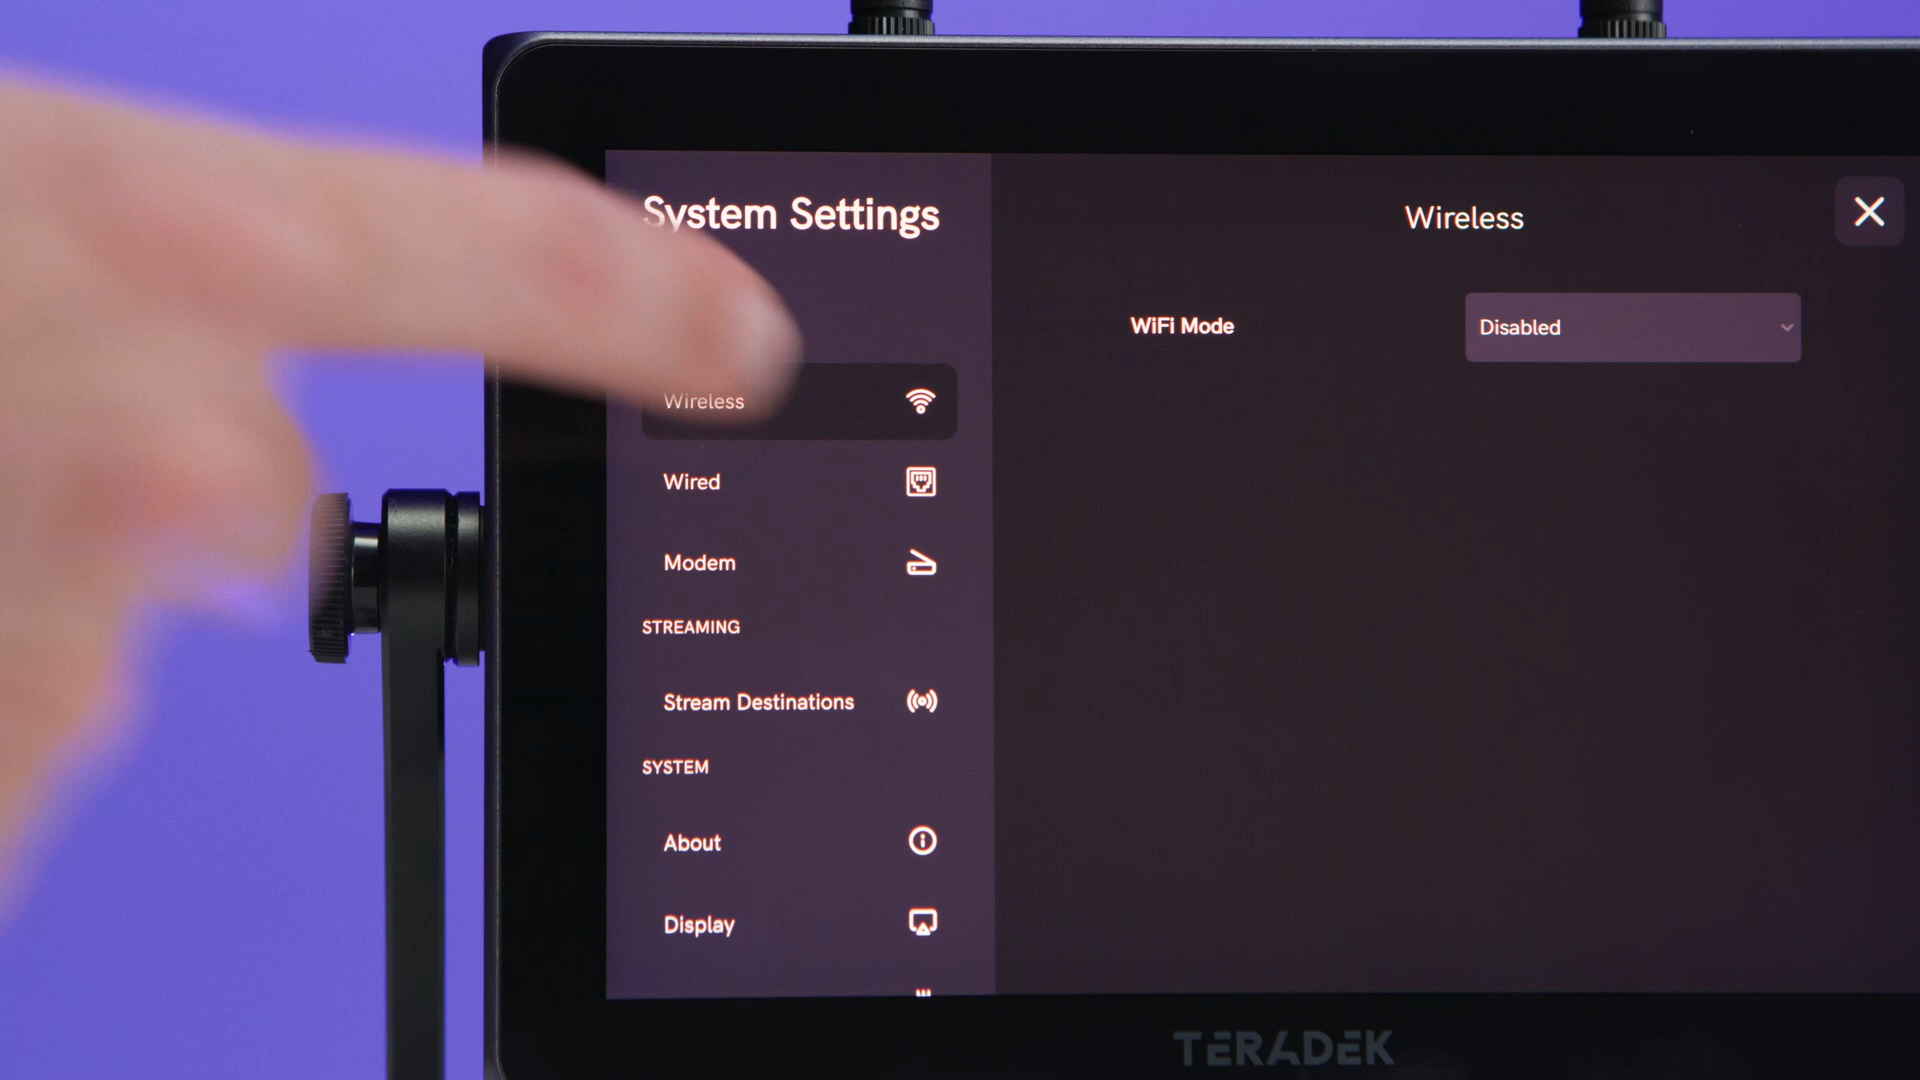 System Settings
Wireless
Wired
Modem
STREAMING
Stream Destinations
SYSTEM
About
Display
Wireless
WiFi Mode
Disabled
TERADEK